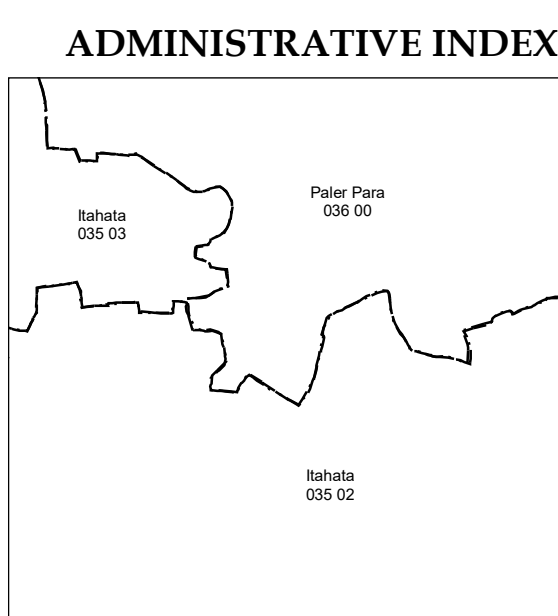 ADMINISTRATIVE INDEX
Paler Para
036 00
Itahata
035 03
Itahata
035 02